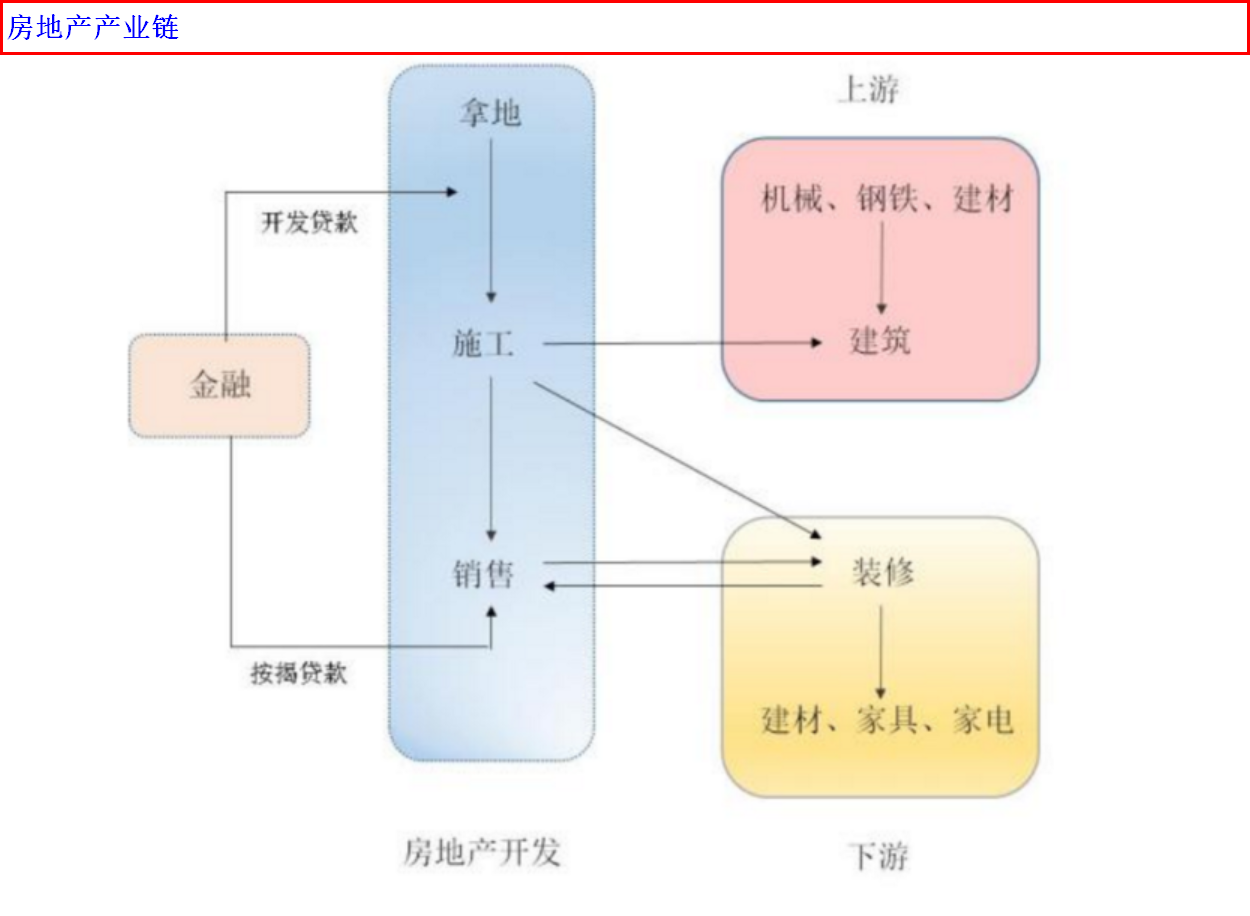 房地产产业链
上游
拿地
机械、钢铁、建材
开发贷款
施工
建筑
金融
销售
装修
按揭贷款
建材、家具、家电
房地产开发
下游